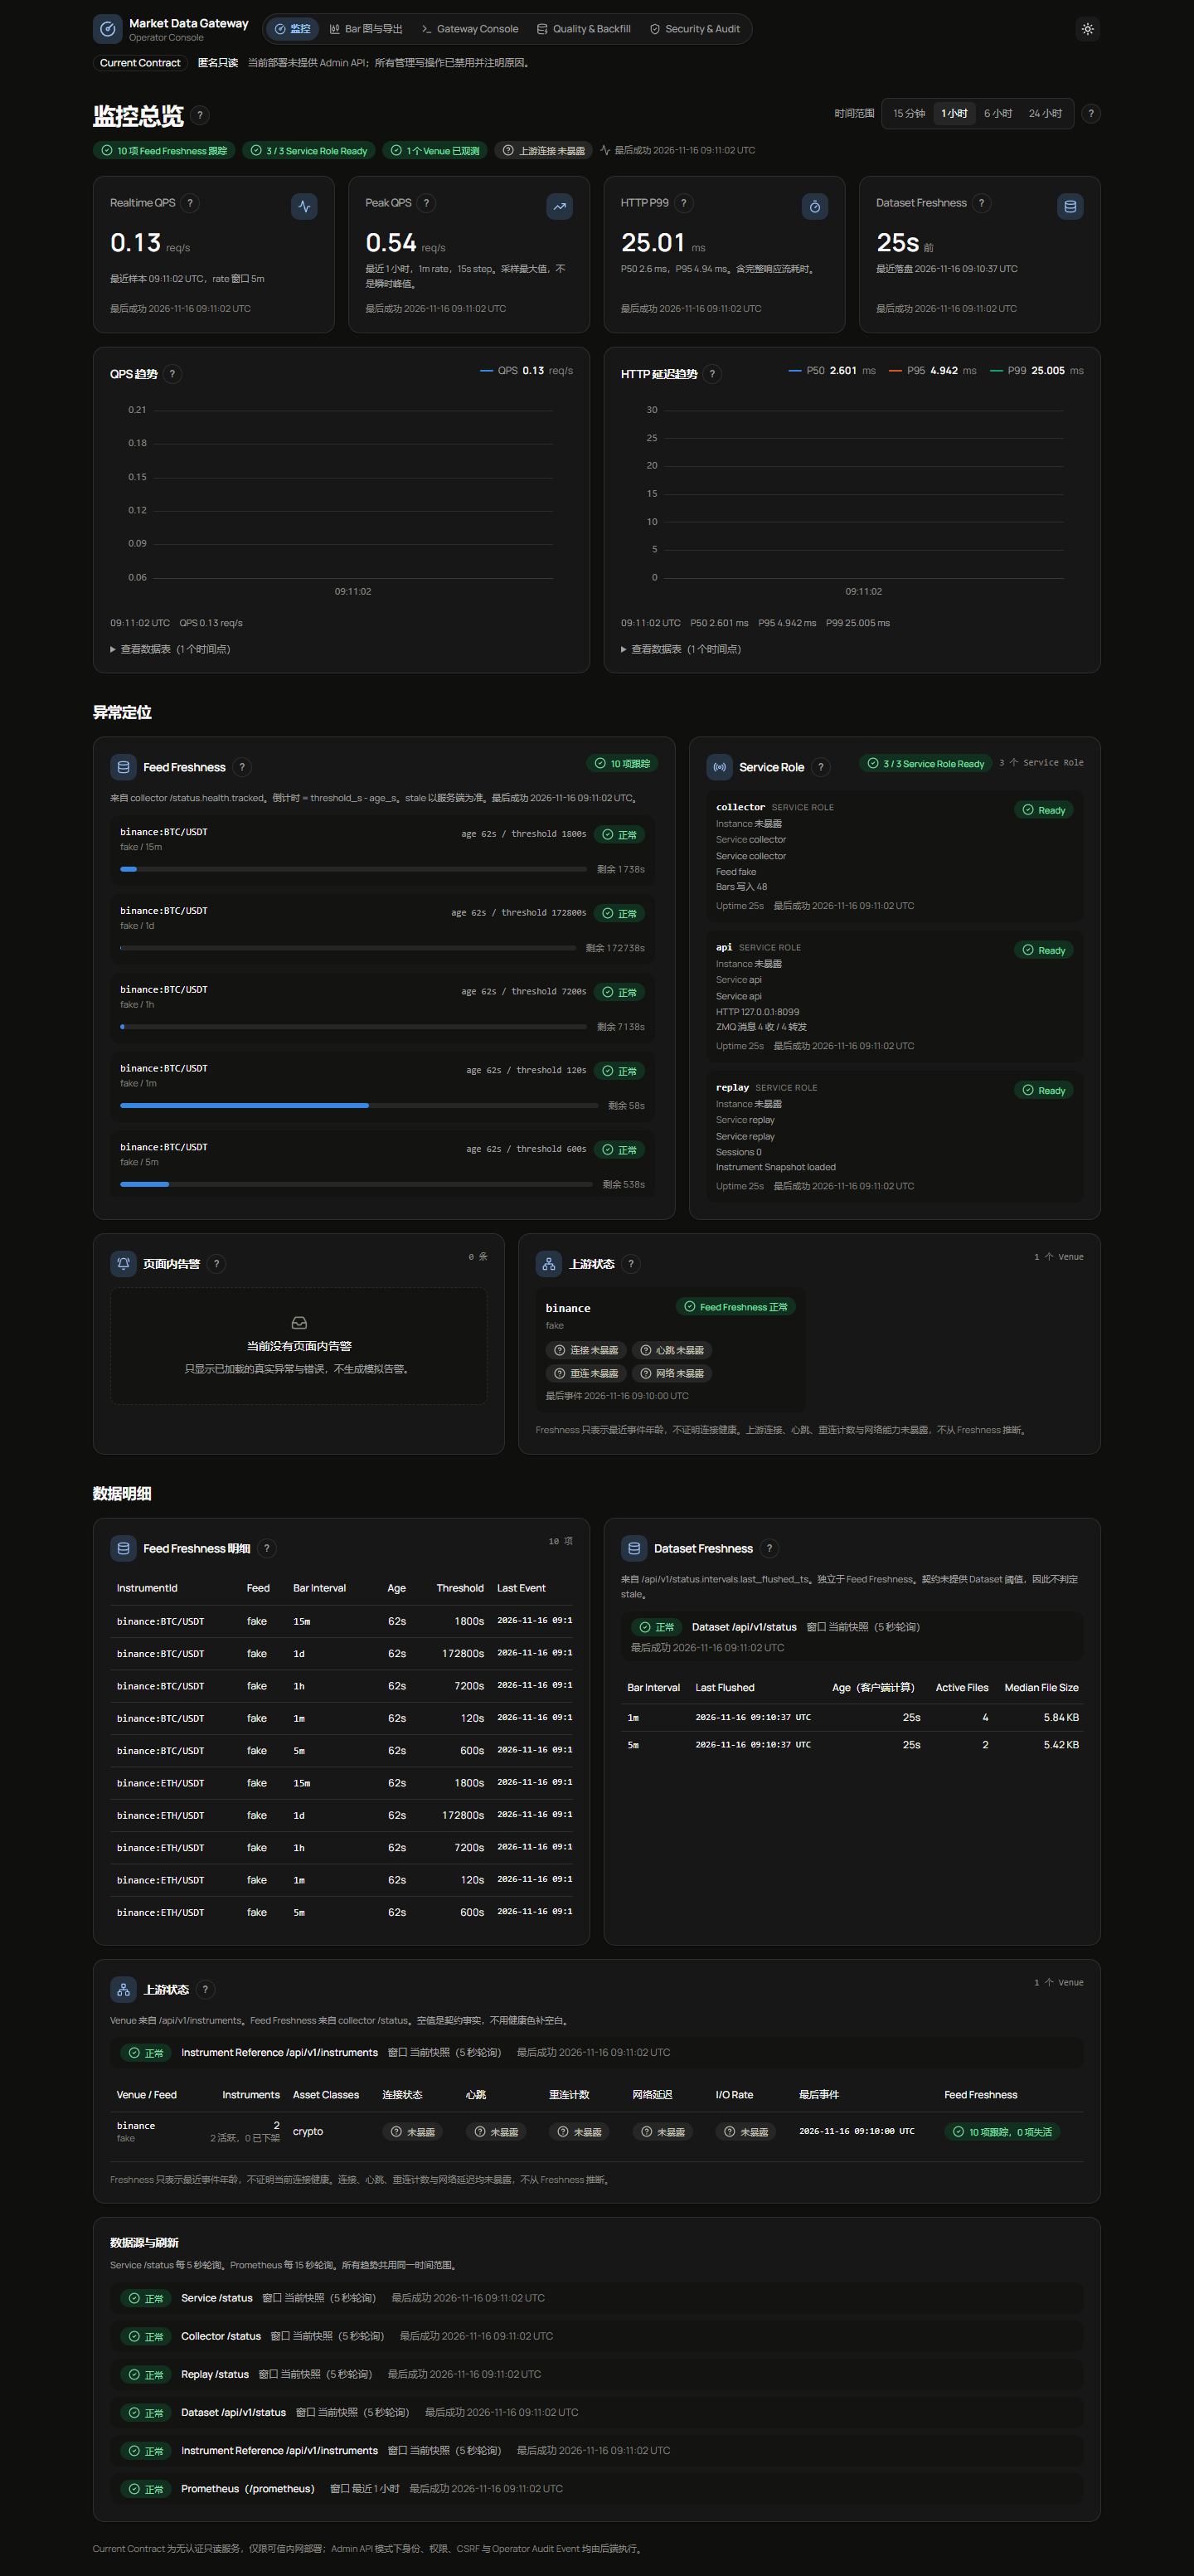 Market Data Gateway
Operator Console
监控
Bar 图与导出
Gateway Console
Quality & Backfill
Security & Audit
Current Contract
匿名只读
当前部署未提供 Admin API；所有管理写操作已禁用并注明原因。
监控总览
?
时间范围
15 分钟
1 小时
6 小时
24 小时
?
10 项 Feed Freshness 跟踪
3 / 3 Service Role Ready
1 个 Venue 已观测
上游连接 未暴露
最后成功 2026-11-16 09:11:02 UTC
Realtime QPS ?
0.13 req/s
最近样本 09:11:02 UTC，rate 窗口 5m
最后成功 2026-11-16 09:11:02 UTC
Peak QPS ?
0.54 req/s
最近 1 小时，1m rate，15s step。采样最大值，不
是瞬时峰值。
最后成功 2026-11-16 09:11:02 UTC
HTTP P99 ?
25.01 ms
P50 2.6 ms，P95 4.94 ms。含完整响应流耗时。
最后成功 2026-11-16 09:11:02 UTC
Dataset Freshness ?
25s 前
最近落盘 2026-11-16 09:10:37 UTC
最后成功 2026-11-16 09:11:02 UTC
QPS 趋势 ?
QPS 0.13 req/s
0.21
0.18
0.15
0.12
0.09
0.06
09:11:02
09:11:02 UTC QPS 0.13 req/s
查看数据表（1 个时间点）
HTTP 延迟趋势 ?
P50 2.601 ms P95 4.942 ms P99 25.005 ms
30
25
20
15
10
5
0
09:11:02
09:11:02 UTC P50 2.601 ms P95 4.942 ms P99 25.005 ms
查看数据表（1 个时间点）
异常定位
Feed Freshness ?
10 项跟踪
来自 collector /status.health.tracked。倒计时 = threshold_s - age_s。stale 以服务端为准。最后成功 2026-11-16 09:11:02 UTC。
binance:BTC/USDT
fake / 15m
age 62s / threshold 1800s 正常
剩余 1738s
binance:BTC/USDT
fake / 1d
age 62s / threshold 172800s 正常
剩余 172738s
binance:BTC/USDT
fake / 1h
age 62s / threshold 7200s 正常
剩余 7138s
binance:BTC/USDT
fake / 1m
age 62s / threshold 120s 正常
剩余 58s
binance:BTC/USDT
fake / 5m
age 62s / threshold 600s 正常
剩余 538s
Service Role ?
3 / 3 Service Role Ready
3 个 Service Role
collector SERVICE ROLE
Ready
Instance 未暴露
Service collector
Service collector
Feed fake
Bars 写入 48
Uptime 25s 最后成功 2026-11-16 09:11:02 UTC
api SERVICE ROLE
Ready
Instance 未暴露
Service api
Service api
HTTP 127.0.0.1:8099
ZMQ 消息 4 收 / 4 转发
Uptime 25s 最后成功 2026-11-16 09:11:02 UTC
replay SERVICE ROLE
Ready
Instance 未暴露
Service replay
Service replay
Sessions 0
Instrument Snapshot loaded
Uptime 25s 最后成功 2026-11-16 09:11:02 UTC
页面内告警 ?
0 条
当前没有页面内告警
只显示已加载的真实异常与错误，不生成模拟告警。
上游状态 ?
1 个 Venue
binance
Feed Freshness 正常
fake
连接 未暴露
心跳 未暴露
重连 未暴露
网络 未暴露
最后事件 2026-11-16 09:10:00 UTC
Freshness 只表示最近事件年龄，不证明连接健康。上游连接、心跳、重连计数与网络能力未暴露，不从 Freshness 推断。
数据明细
Feed Freshness 明细 ?
10 项
InstrumentId Feed Bar Interval Age Threshold Last Event
binance:BTC/USDT fake 15m 62s 1800s 2026-11-16 09:1
binance:BTC/USDT fake 1d 62s 172800s 2026-11-16 09:1
binance:BTC/USDT fake 1h 62s 7200s 2026-11-16 09:1
binance:BTC/USDT fake 1m 62s 120s 2026-11-16 09:1
binance:BTC/USDT fake 5m 62s 600s 2026-11-16 09:1
binance:ETH/USDT fake 15m 62s 1800s 2026-11-16 09:1
binance:ETH/USDT fake 1d 62s 172800s 2026-11-16 09:1
binance:ETH/USDT fake 1h 62s 7200s 2026-11-16 09:1
binance:ETH/USDT fake 1m 62s 120s 2026-11-16 09:1
binance:ETH/USDT fake 5m 62s 600s 2026-11-16 09:1
Dataset Freshness ?
来自 /api/v1/status.intervals.last_flushed_ts。独立于 Feed Freshness。契约未提供 Dataset 阈值，因此不判定
stale。
正常 Dataset /api/v1/status 窗口 当前快照（5 秒轮询）
最后成功 2026-11-16 09:11:02 UTC
Bar Interval Last Flushed Age（客户端计算） Active Files Median File Size
1m 2026-11-16 09:10:37 UTC 25s 4 5.84 KB
5m 2026-11-16 09:10:37 UTC 25s 2 5.42 KB
上游状态 ?
1 个 Venue
Venue 来自 /api/v1/instruments。Feed Freshness 来自 collector /status。空值是契约事实，不用健康色补空白。
正常 Instrument Reference /api/v1/instruments 窗口 当前快照（5 秒轮询） 最后成功 2026-11-16 09:11:02 UTC
Venue / Feed Instruments Asset Classes 连接状态 心跳 重连计数 网络延迟 I/O Rate 最后事件 Feed Freshness
binance
fake
2
2 活跃，0 已下架
crypto 未暴露 未暴露 未暴露 未暴露 未暴露 2026-11-16 09:10:00 UTC 10 项跟踪，0 项失活
Freshness 只表示最近事件年龄，不证明当前连接健康。连接、心跳、重连计数与网络延迟均未暴露，不从 Freshness 推断。
数据源与刷新
Service /status 每 5 秒轮询。Prometheus 每 15 秒轮询。所有趋势共用同一时间范围。
正常 Service /status 窗口 当前快照（5 秒轮询） 最后成功 2026-11-16 09:11:02 UTC
正常 Collector /status 窗口 当前快照（5 秒轮询） 最后成功 2026-11-16 09:11:02 UTC
正常 Replay /status 窗口 当前快照（5 秒轮询） 最后成功 2026-11-16 09:11:02 UTC
正常 Dataset /api/v1/status 窗口 当前快照（5 秒轮询） 最后成功 2026-11-16 09:11:02 UTC
正常 Instrument Reference /api/v1/instruments 窗口 当前快照（5 秒轮询） 最后成功 2026-11-16 09:11:02 UTC
正常 Prometheus（/prometheus） 窗口 最近 1 小时 最后成功 2026-11-16 09:11:02 UTC
Current Contract 为无认证只读服务，仅限可信内网部署；Admin API 模式下身份、权限、CSRF 与 Operator Audit Event 均由后端执行。